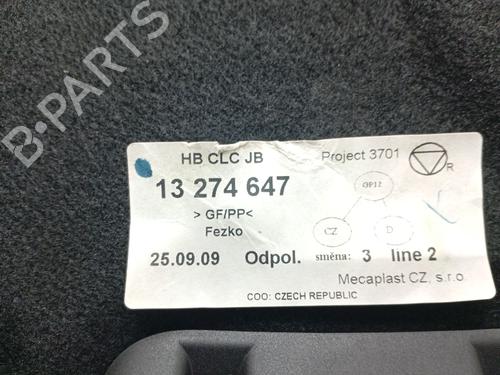 B-PARTS
HB CLC JB
Project 3701
R
13 274 647
OP12
> GF/PP<
Fezko
CZ
D
25.09.09 Odpol. směna: 3 line 2
Mecaplast CZ, s.r.o
COO: CZECH REPUBLIC